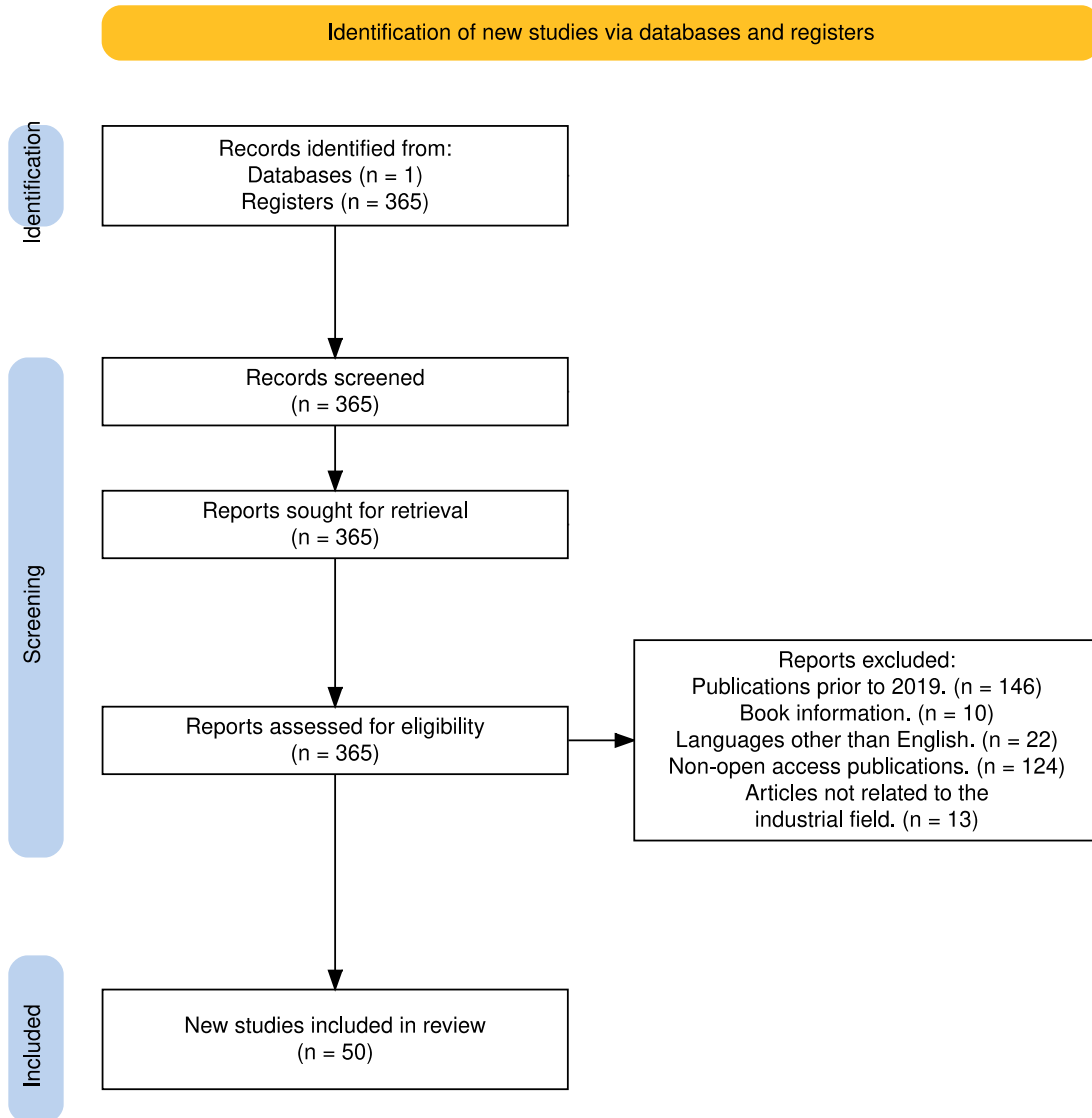 Identification of new studies via databases and registers
Identification
Records identified from:
Databases (n = 1)
Registers (n = 365)
Screening
Records screened
(n = 365)
Reports sought for retrieval
(n = 365)
Reports assessed for eligibility
(n = 365)
Reports excluded:
Publications prior to 2019. (n = 146)
Book information. (n = 10)
Languages other than English. (n = 22)
Non-open access publications. (n = 124)
Articles not related to the
industrial field. (n = 13)
Included
New studies included in review
(n = 50)